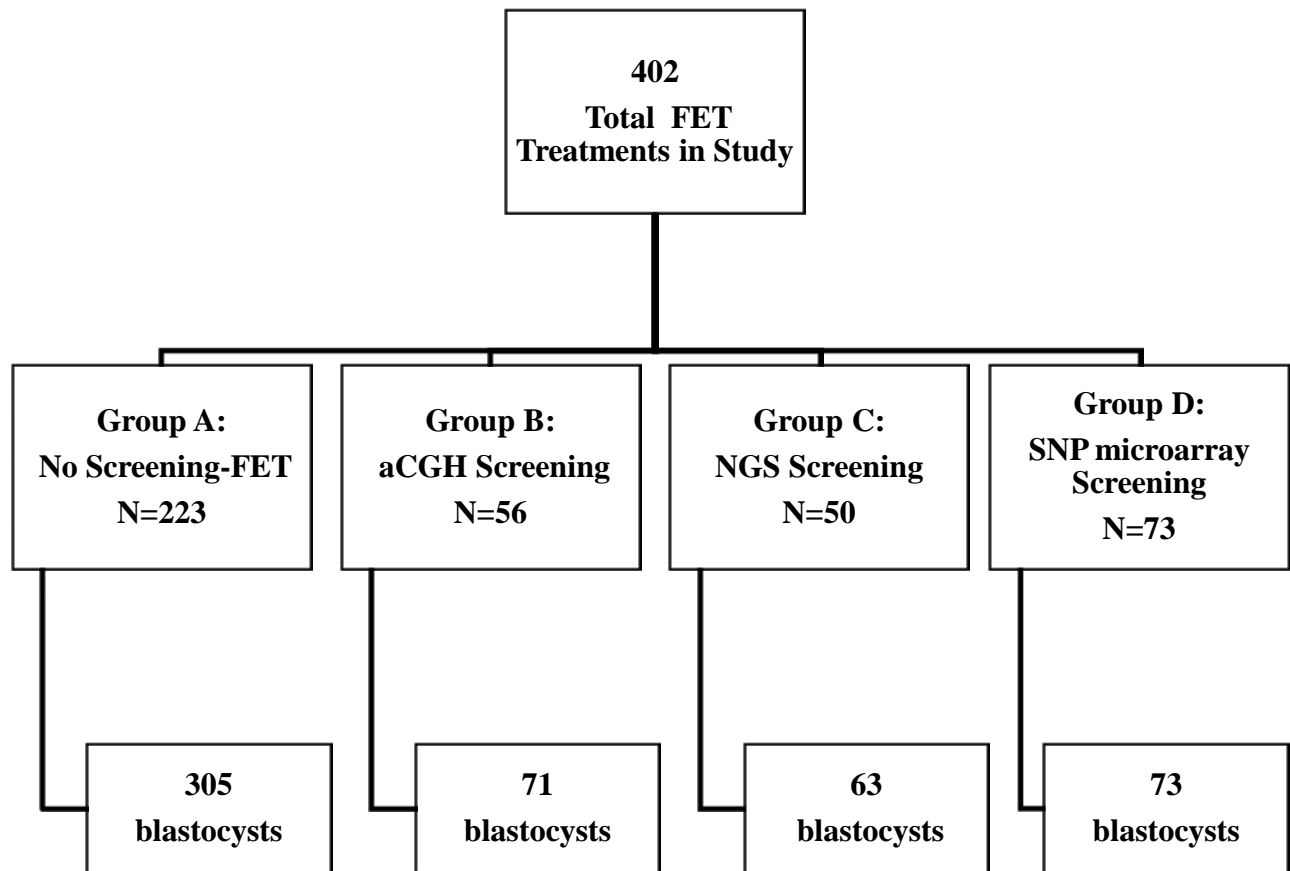 402
Total FET
Treatments in Study
Group A:
No Screening-FET
N=223
Group B:
aCGH Screening
N=56
Group C:
NGS Screening
N=50
Group D:
SNP microarray
Screening
N=73
305
blastocysts
71
blastocysts
63
blastocysts
73
blastocysts